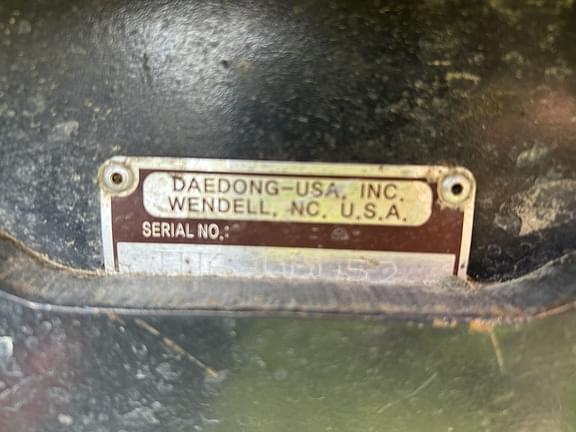 DAEDONG-USA, INC.
WENDELL, NC. U.S.A.
SERIAL NO.: